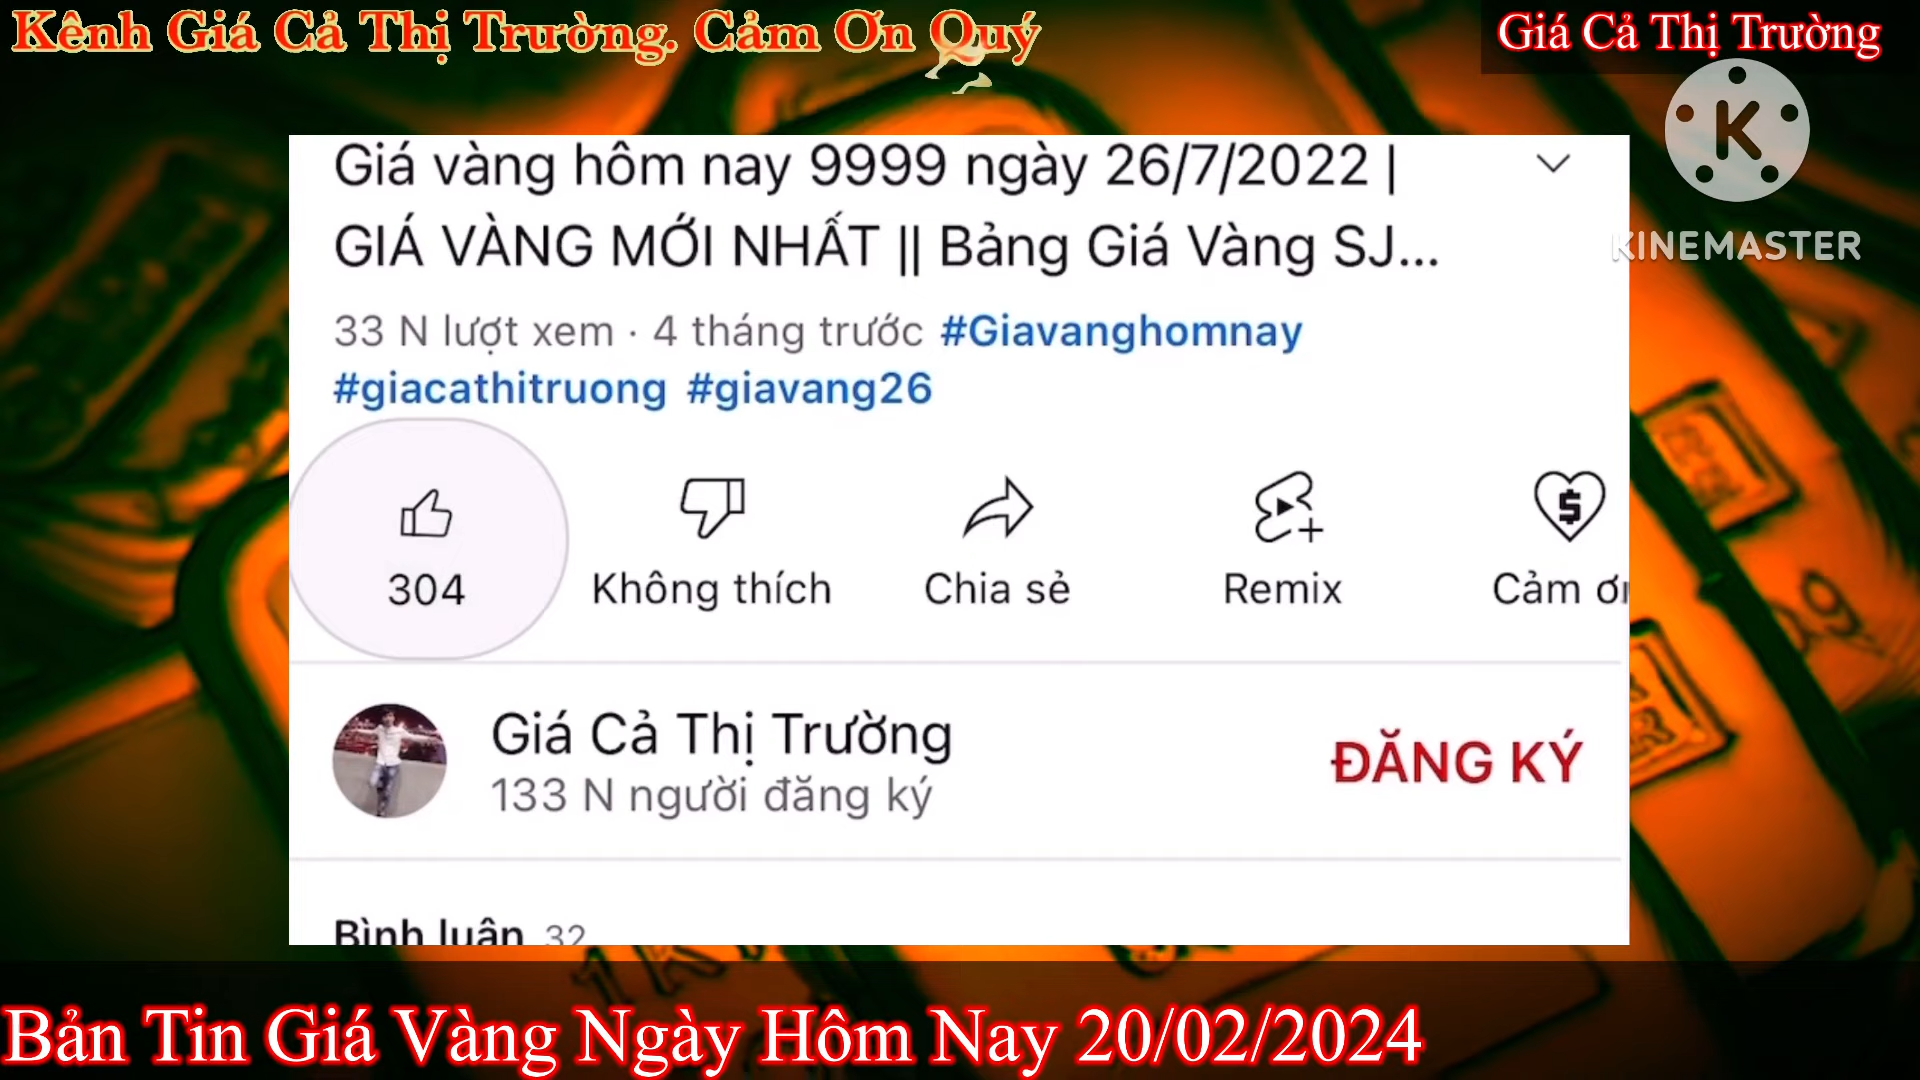 Kênh Giá Cả Thị Trường. Cảm Ơn Quý
Giá Cả Thị Trường
K
KINEMASTER
Giá vàng hôm nay 9999 ngày 26/7/2022 |
GIÁ VÀNG MỚI NHẤT || Bảng Giá Vàng SJ...
33 N lượt xem · 4 tháng trước #Giavanghomnay
#giacathitruong #giavang26
304
Không thích
Chia sẻ
Remix
Cảm ơn
Giá Cả Thị Trường
133 N người đăng ký
ĐĂNG KÝ
Bình luận 32
Bản Tin Giá Vàng Ngày Hôm Nay 20/02/2024